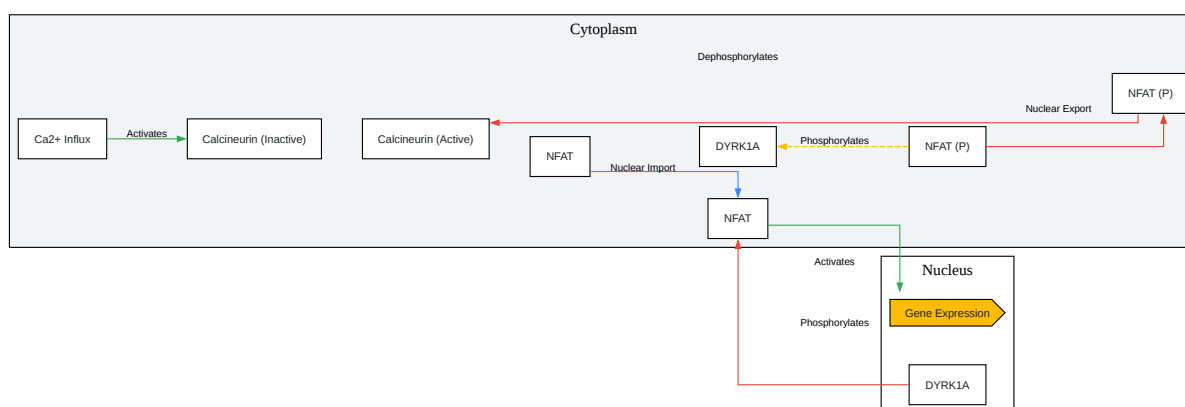 Cytoplasm
Dephosphorylates
NFAT (P)
Nuclear Export
Ca2+ Influx
Activates
Calcineurin (Inactive)
Calcineurin (Active)
NFAT
Nuclear Import
DYRK1A
Phosphorylates
NFAT (P)
NFAT
Activates
Nucleus
Gene Expression
Phosphorylates
DYRK1A